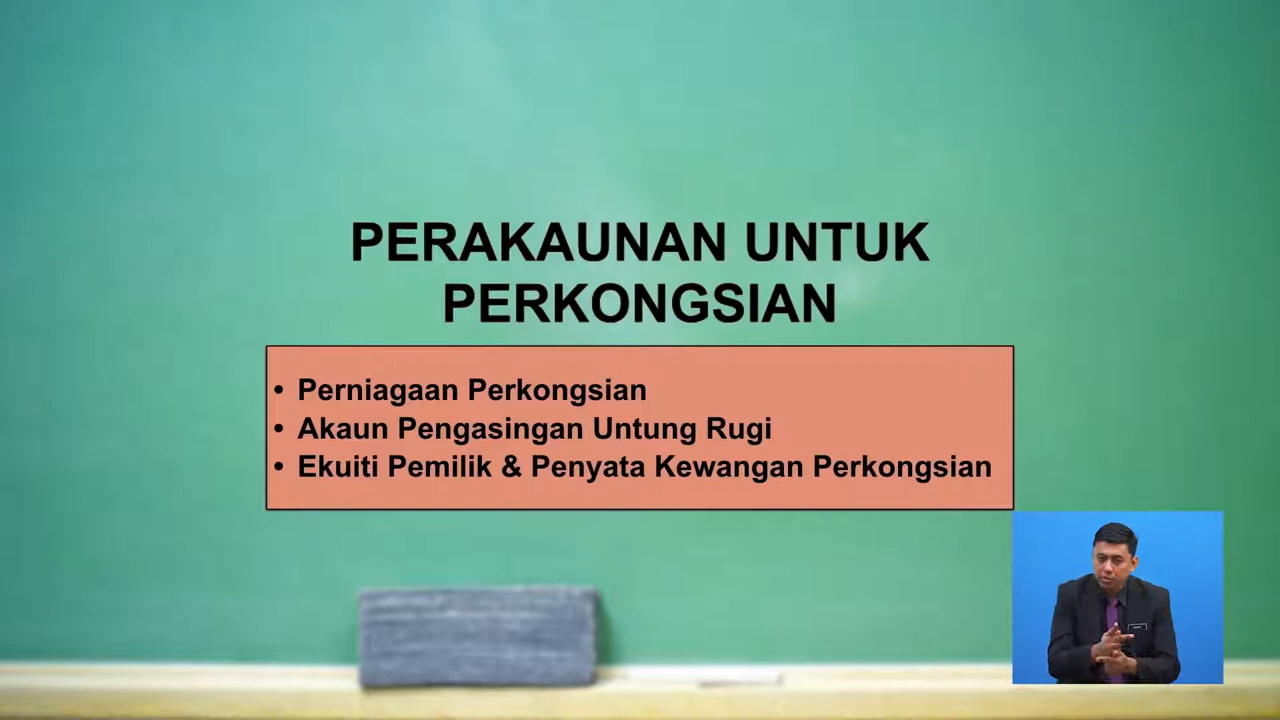 PERAKAUNAN UNTUK
PERKONGSIAN
• Perniagaan Perkongsian
• Akaun Pengasingan Untung Rugi
• Ekuiti Pemilik & Penyata Kewangan Perkongsian